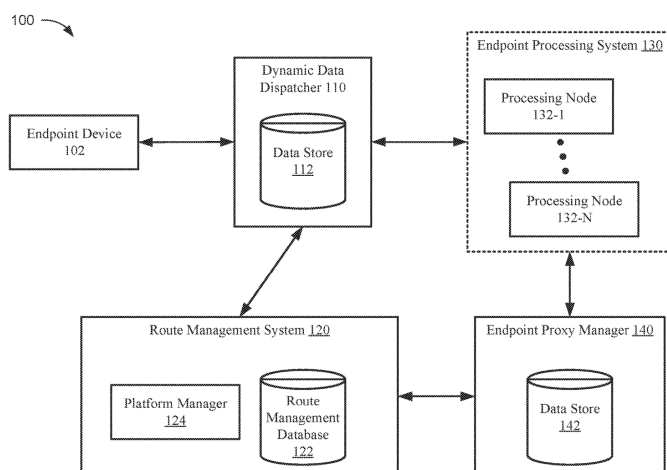 100
Endpoint Processing System 130
Dynamic Data
Dispatcher 110
Processing Node
132-1
Endpoint Device
102
Data Store
112
Processing Node
132-N
Route Management System 120
Endpoint Proxy Manager 140
Platform Manager
124
Route
Management
Database
122
Data Store
142